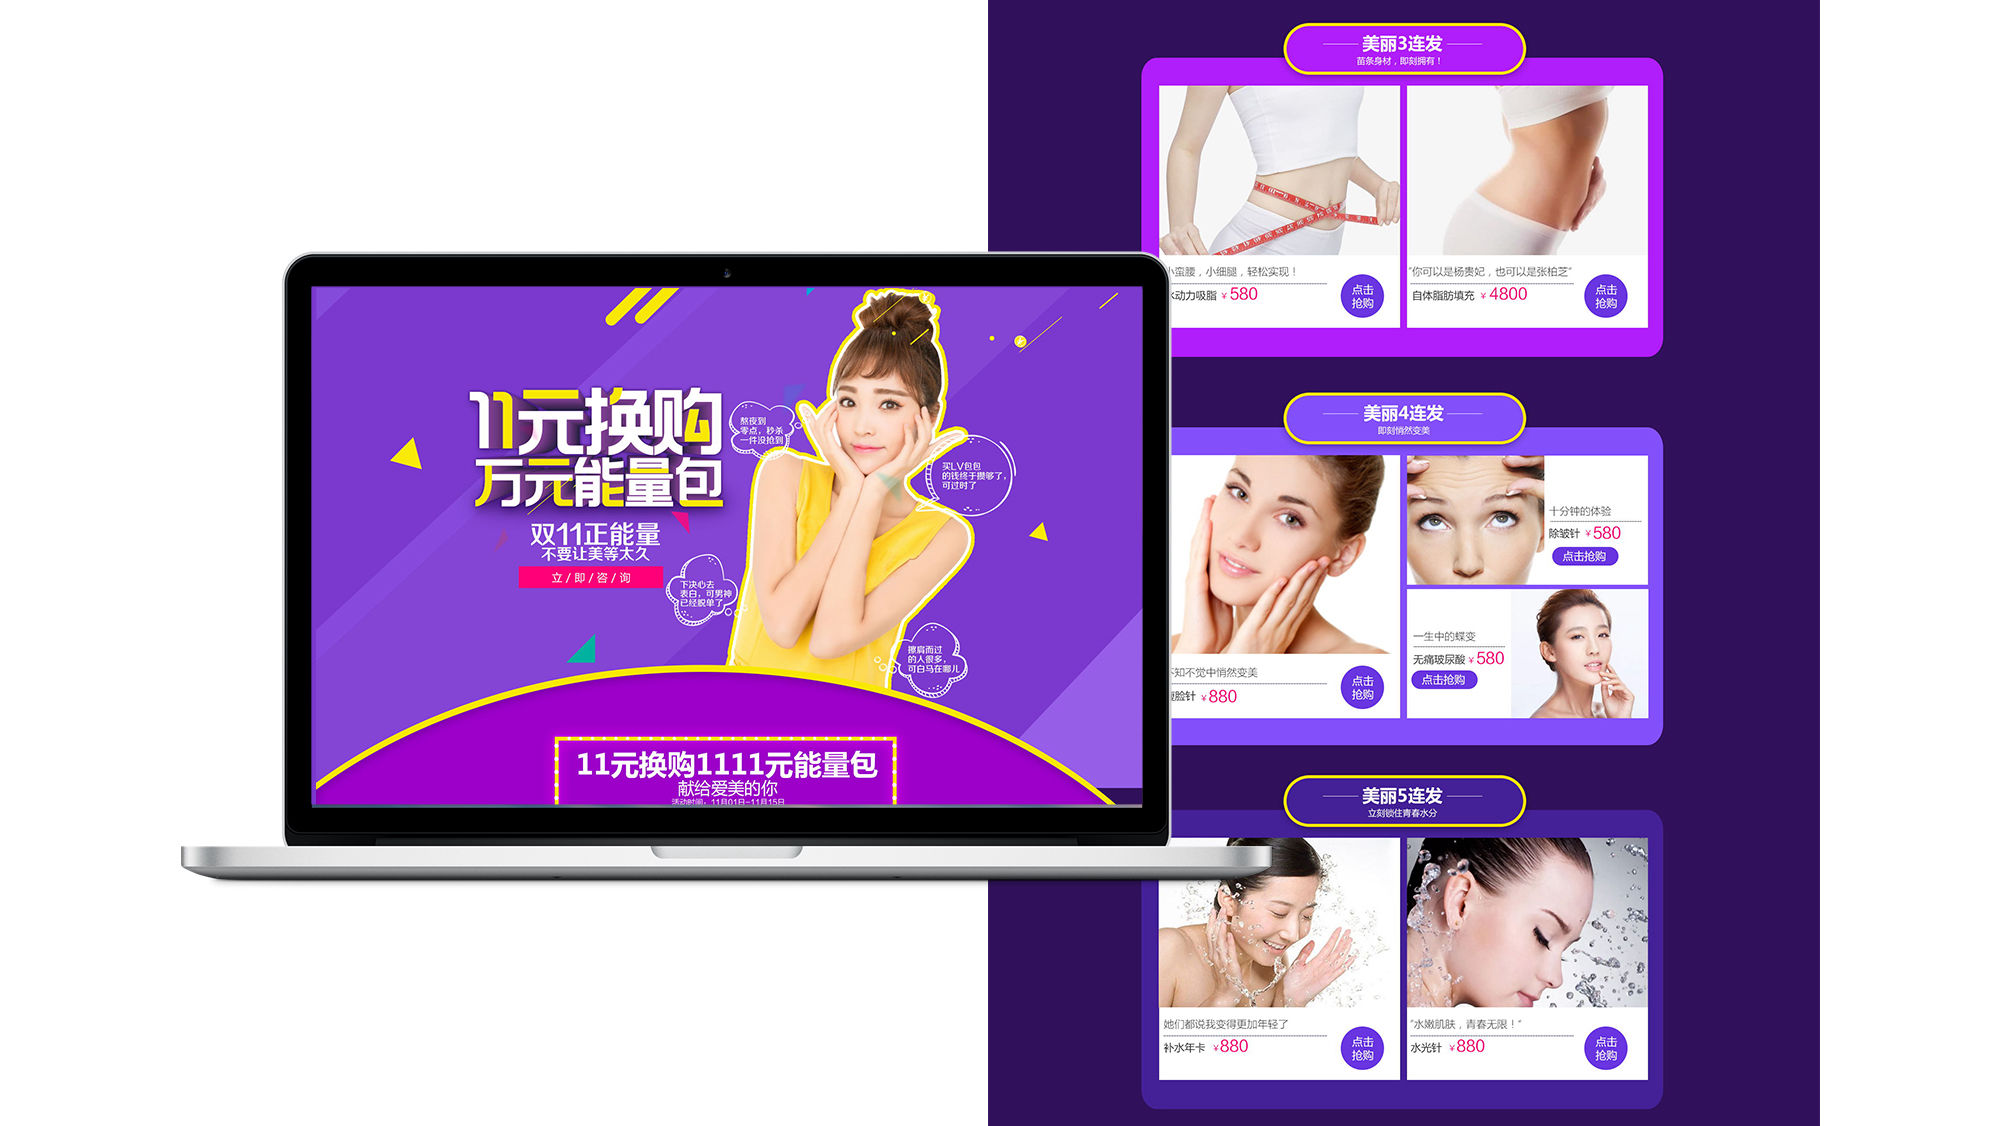 11元换购
万元能量包
双11正能量
不要让美等太久
立/即/咨/询
熬夜到
零点，秒杀
一件没抢到
买LV包包
的钱终于攒够了，
可过时了
下决心去
表白，可男神
已经脱单了
擦肩而过
的人很多，
可白马在哪儿
11元换购1111元能量包
献给爱美的你
活动时间：11月01日-11月15日
美丽3连发
苗条身材，即刻拥有！
小蛮腰，小细腿，轻松实现！
动力吸脂 ¥580
点击
抢购
“你可以是杨贵妃，也可以是张柏芝”
自体脂肪填充 ¥4800
点击
抢购
美丽4连发
即刻悄然变美
知不觉中悄然变美
脸针 ¥880
点击
抢购
十分钟的体验
除皱针 ¥580
点击抢购
一生中的蝶变
无痛玻尿酸 ¥580
点击抢购
美丽5连发
立刻锁住青春水分
她们都说我变得更加年轻了
补水年卡 ¥880
点击
抢购
“水嫩肌肤，青春无限！”
水光针 ¥880
点击
抢购